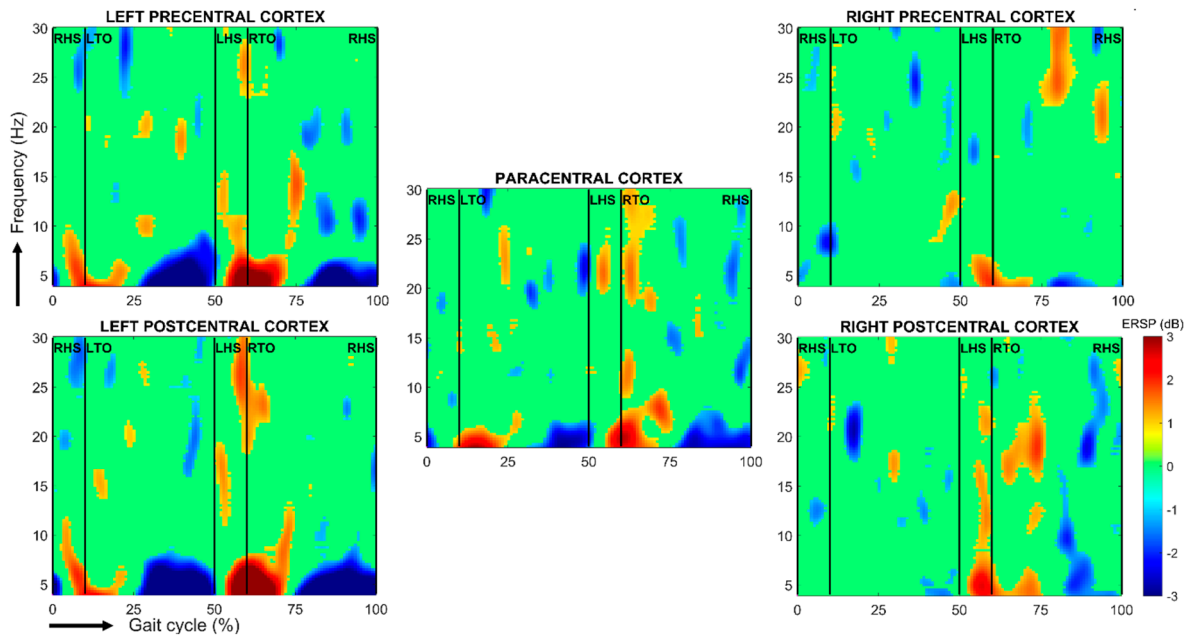 LEFT PRECENTRAL CORTEX
30
25
20
15
10
5
RHS LTO LHS RTO RHS
0 25 50 75 100
Frequency (Hz)
RIGHT PRECENTRAL CORTEX
30
25
20
15
10
5
RHS LTO LHS RTO RHS
0 25 50 75 100
PARACENTRAL CORTEX
30
25
20
15
10
5
RHS LTO LHS RTO RHS
0 25 50 75 100
LEFT POSTCENTRAL CORTEX
30
25
20
15
10
5
RHS LTO LHS RTO RHS
0 25 50 75 100
Gait cycle (%)
RIGHT POSTCENTRAL CORTEX
30
25
20
15
10
5
RHS LTO LHS RTO RHS
0 25 50 75 100
ERSP (dB)
3
2
1
0
-1
-2
-3